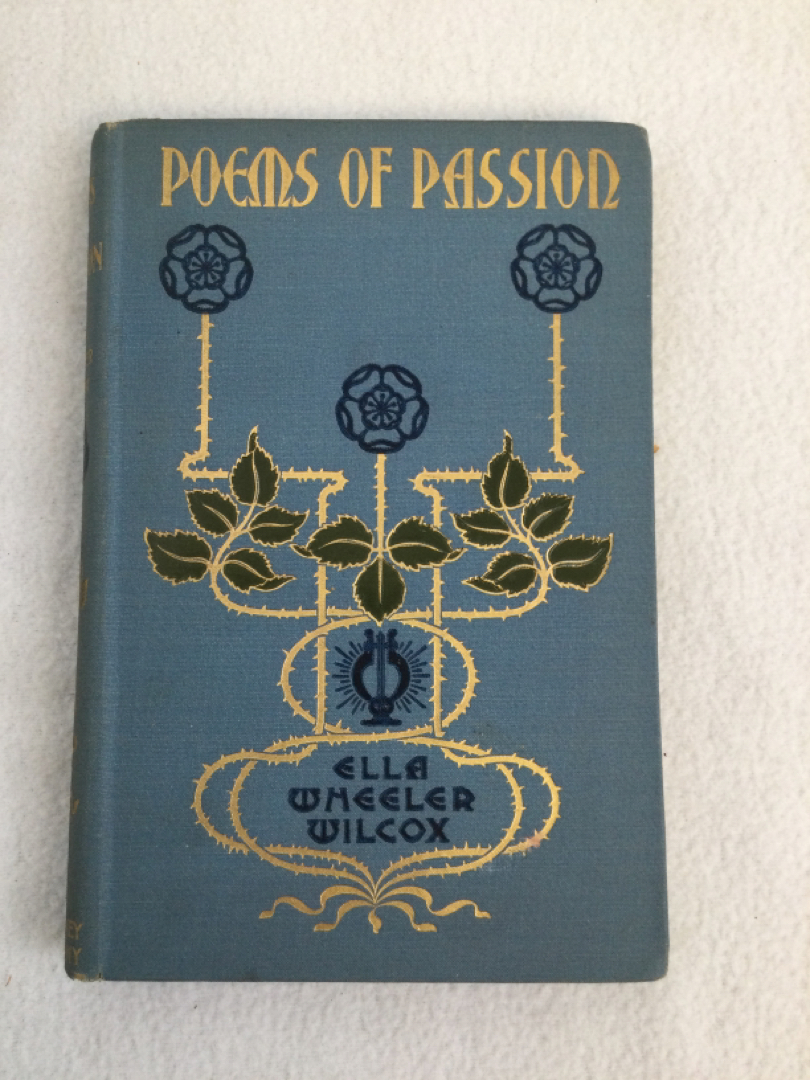 POEMS OF PASSION
ELLA
WHEELER
WILCOX